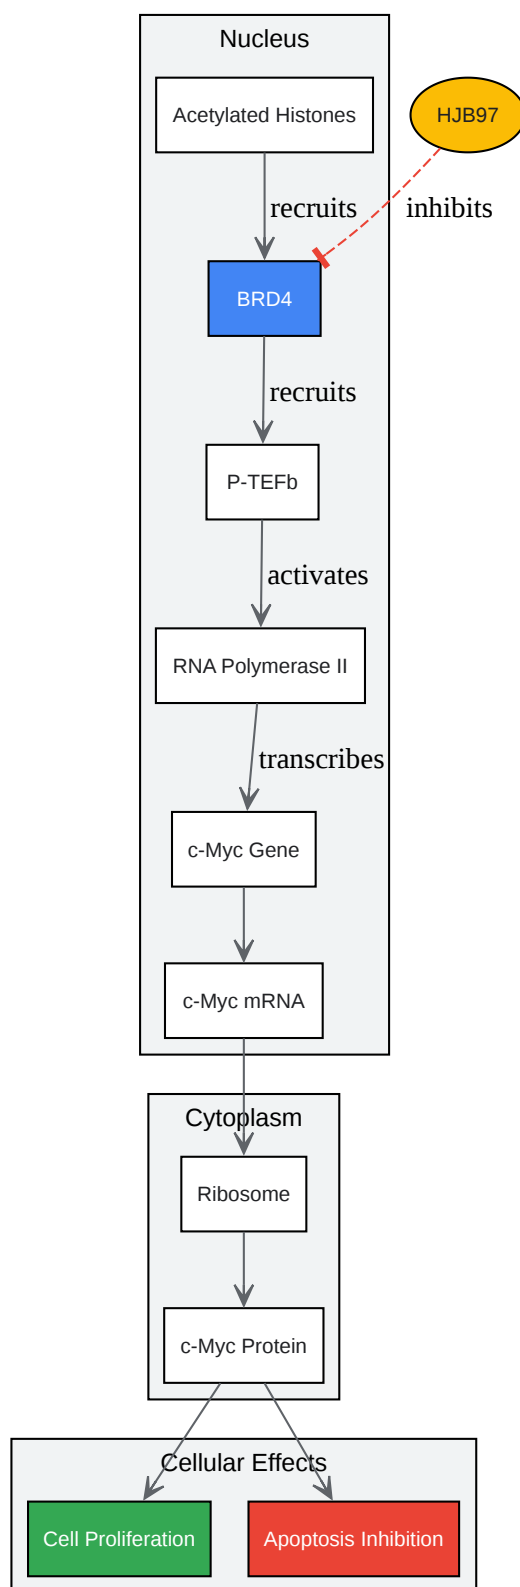 Nucleus
Acetylated Histones
HJB97
recruits
inhibits
BRD4
recruits
P-TEFb
activates
RNA Polymerase II
transcribes
c-Myc Gene
c-Myc mRNA
Cytoplasm
Ribosome
c-Myc Protein
Cellular Effects
Cell Proliferation
Apoptosis Inhibition